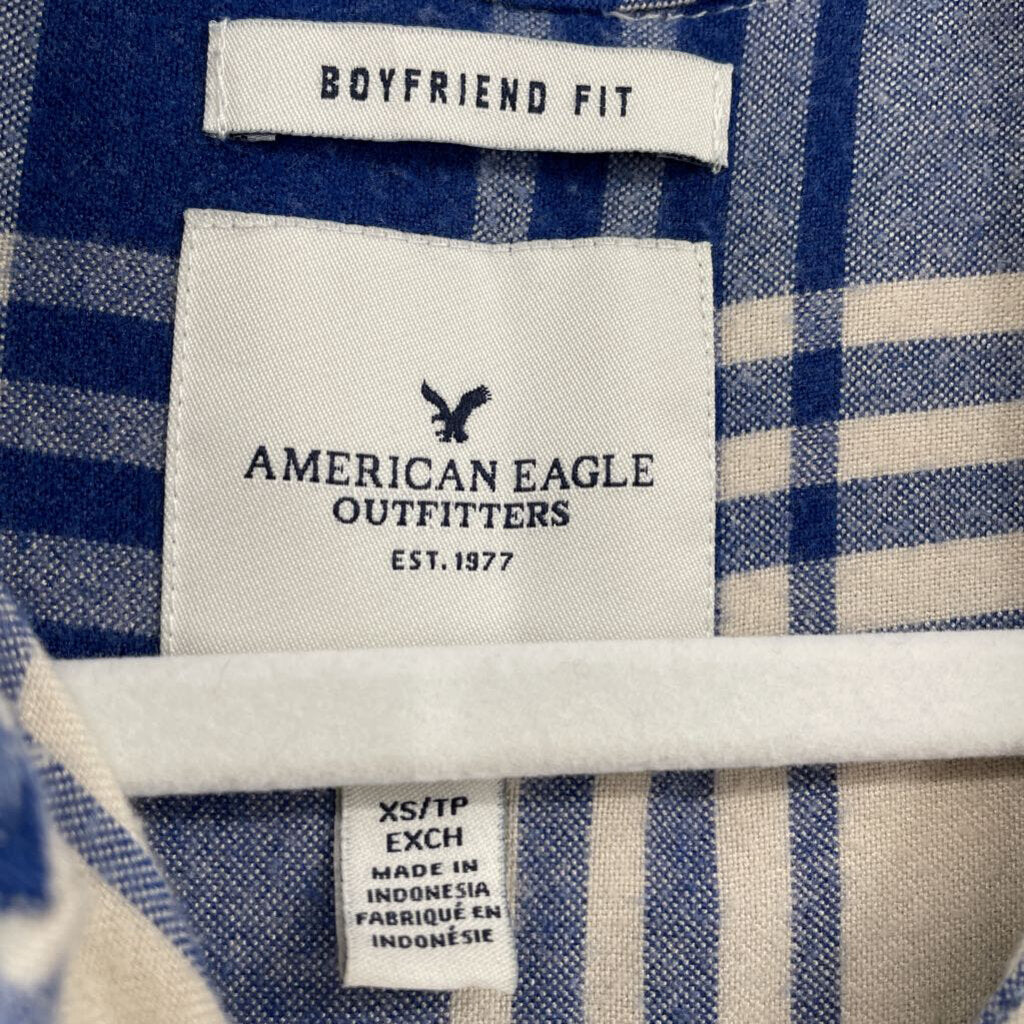 BOYFRIEND FIT
AMERICAN EAGLE
OUTFITTERS
EST. 1977
XS/TP
EXCH
MADE IN
INDONESIA
FABRIQUÉ EN
INDONÉSIE